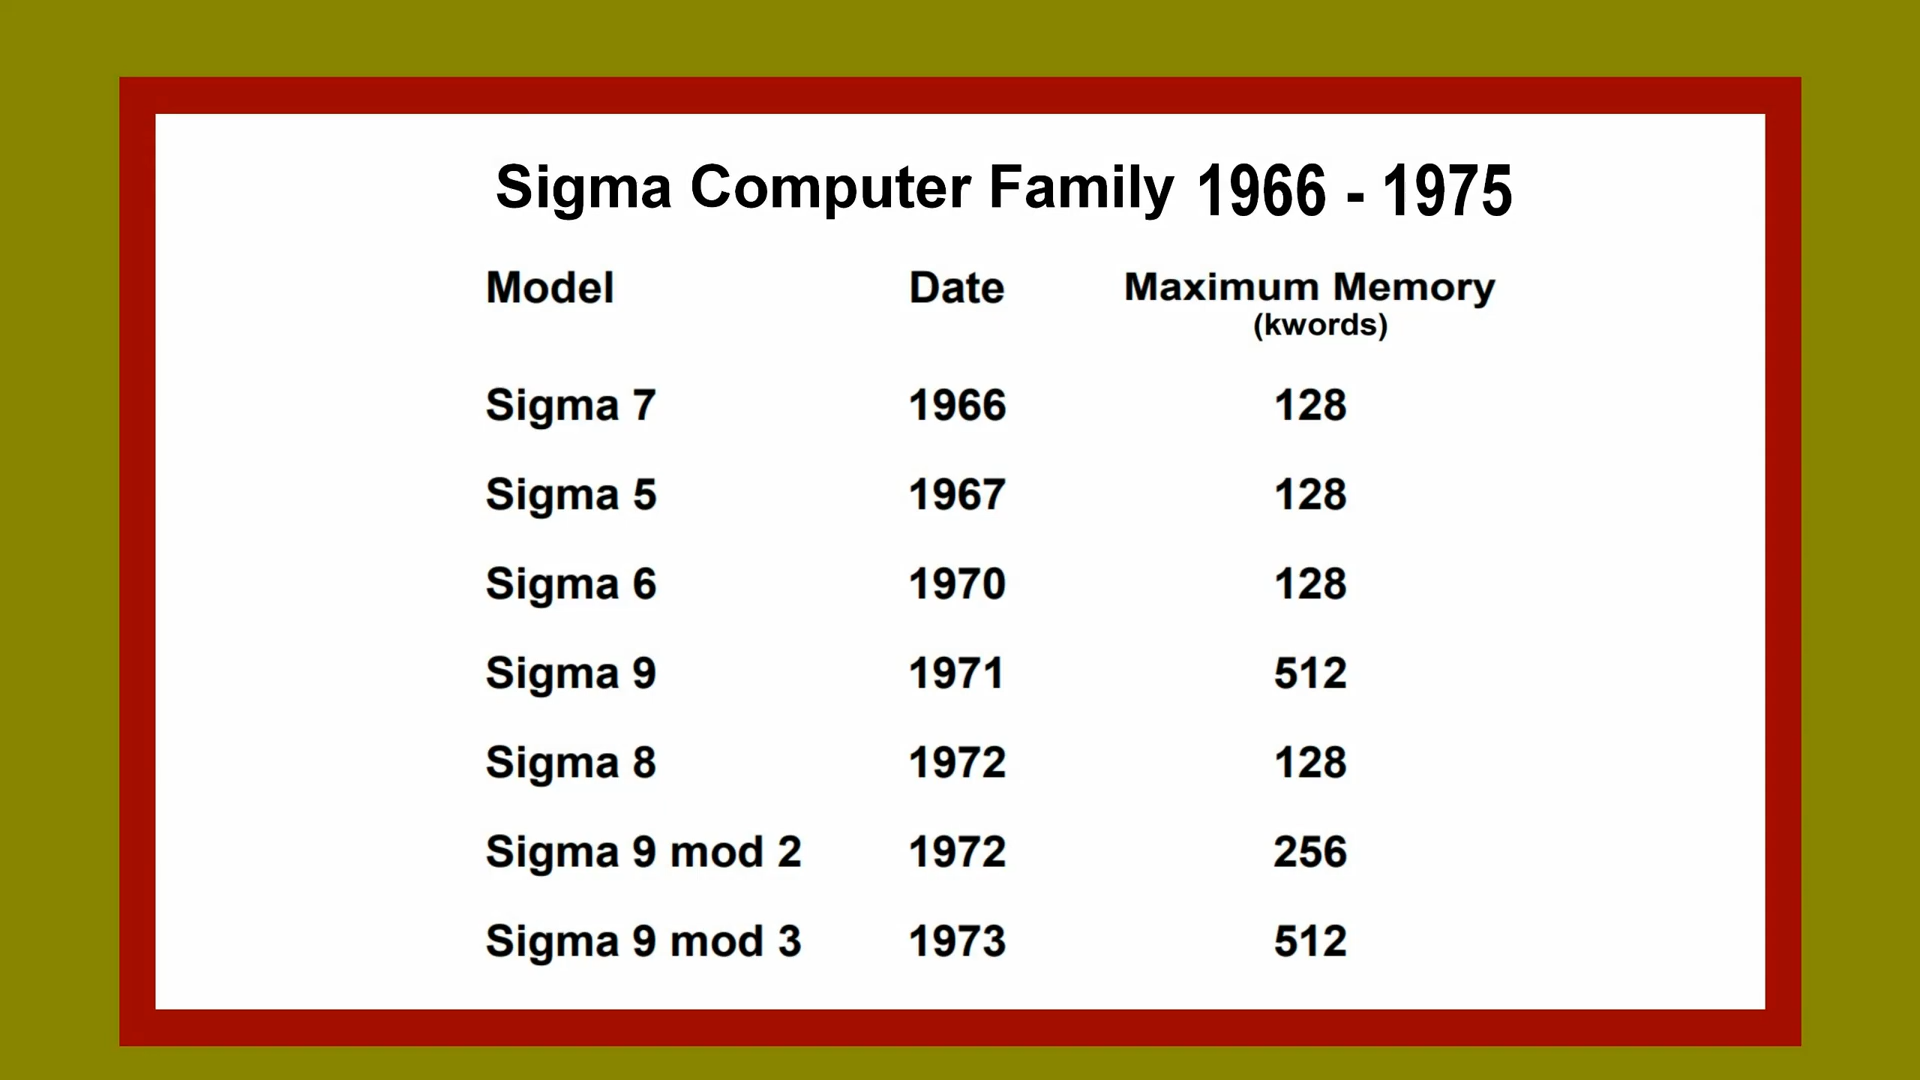 Sigma Computer Family 1966 - 1975
Model Date Maximum Memory
(kwords)
Sigma 7 1966 128
Sigma 5 1967 128
Sigma 6 1970 128
Sigma 9 1971 512
Sigma 8 1972 128
Sigma 9 mod 2 1972 256
Sigma 9 mod 3 1973 512